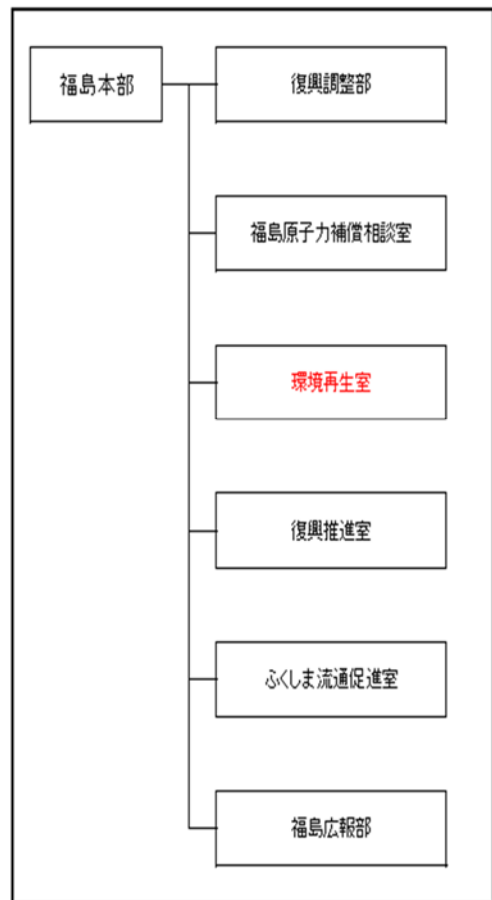 福島本部
復興調整部
福島原子力補償相談室
環境再生室
復興推進室
ふくしま流通促進室
福島広報部